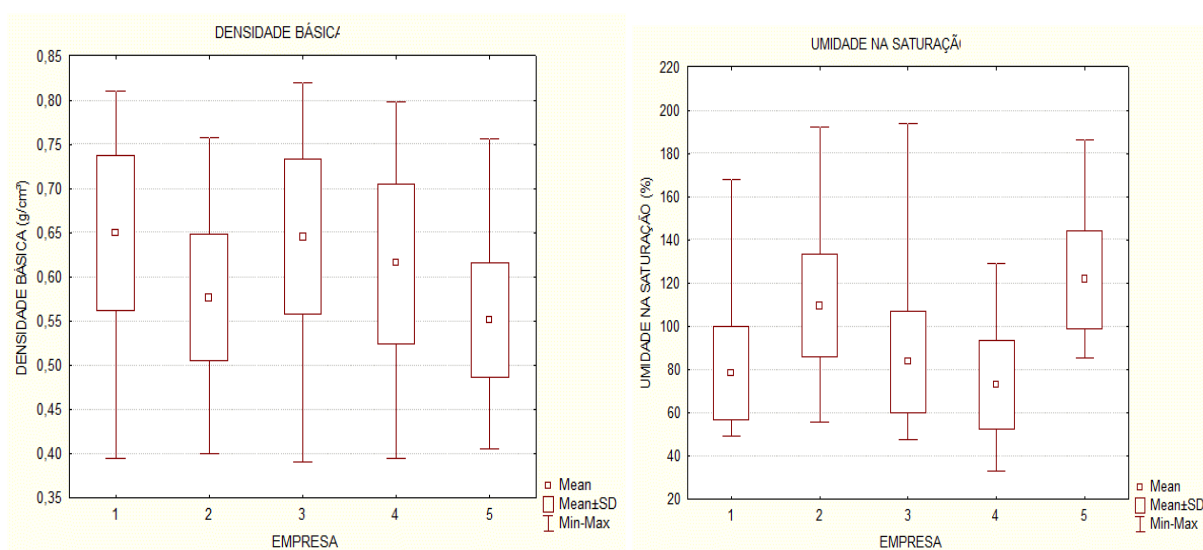 DENSIDADE BÁSICA
DENSIDADE BÁSICA (g/cm³)
0,85
0,80
0,75
0,70
0,65
0,60
0,55
0,50
0,45
0,40
0,35
1 2 3 4 5
EMPRESA
Mean
Mean±SD
Min-Max
UMIDADE NA SATURAÇÃ
UMIDADE NA SATURAÇÃO (%)
220
200
180
160
140
120
100
80
60
40
20
1 2 3 4 5
EMPRESA
Mean
Mean±SD
Min-Max